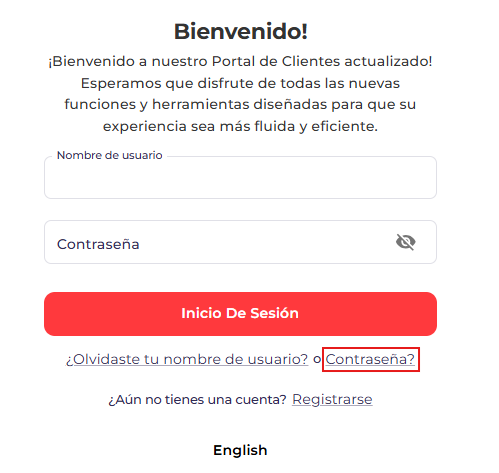 Bienvenido!
¡Bienvenido a nuestro Portal de Clientes actualizado!
Esperamos que disfrute de todas las nuevas
funciones y herramientas diseñadas para que su
experiencia sea más fluida y eficiente.
Nombre de usuario
Contraseña
Inicio De Sesión
¿Olvidaste tu nombre de usuario? o Contraseña?
¿Aún no tienes una cuenta? Registrarse
English